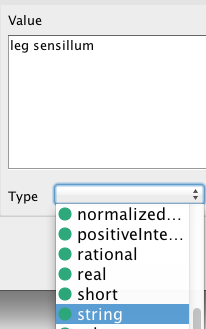 Value
leg sensillum
Type
normalized...
positiveInte...
rational
real
short
string